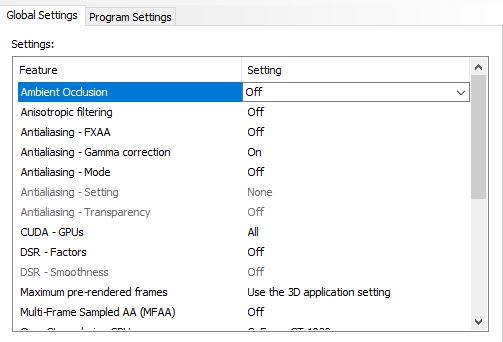 Global Settings Program Settings
Settings:
Feature Setting
Ambient Occlusion Off
Anisotropic filtering Off
Antialiasing - FXAA Off
Antialiasing - Gamma correction On
Antialiasing - Mode Off
Antialiasing - Setting None
Antialiasing - Transparency Off
CUDA - GPUs All
DSR - Factors Off
DSR - Smoothness Off
Maximum pre-rendered frames Use the 3D application setting
Multi-Frame Sampled AA (MFAA) Off